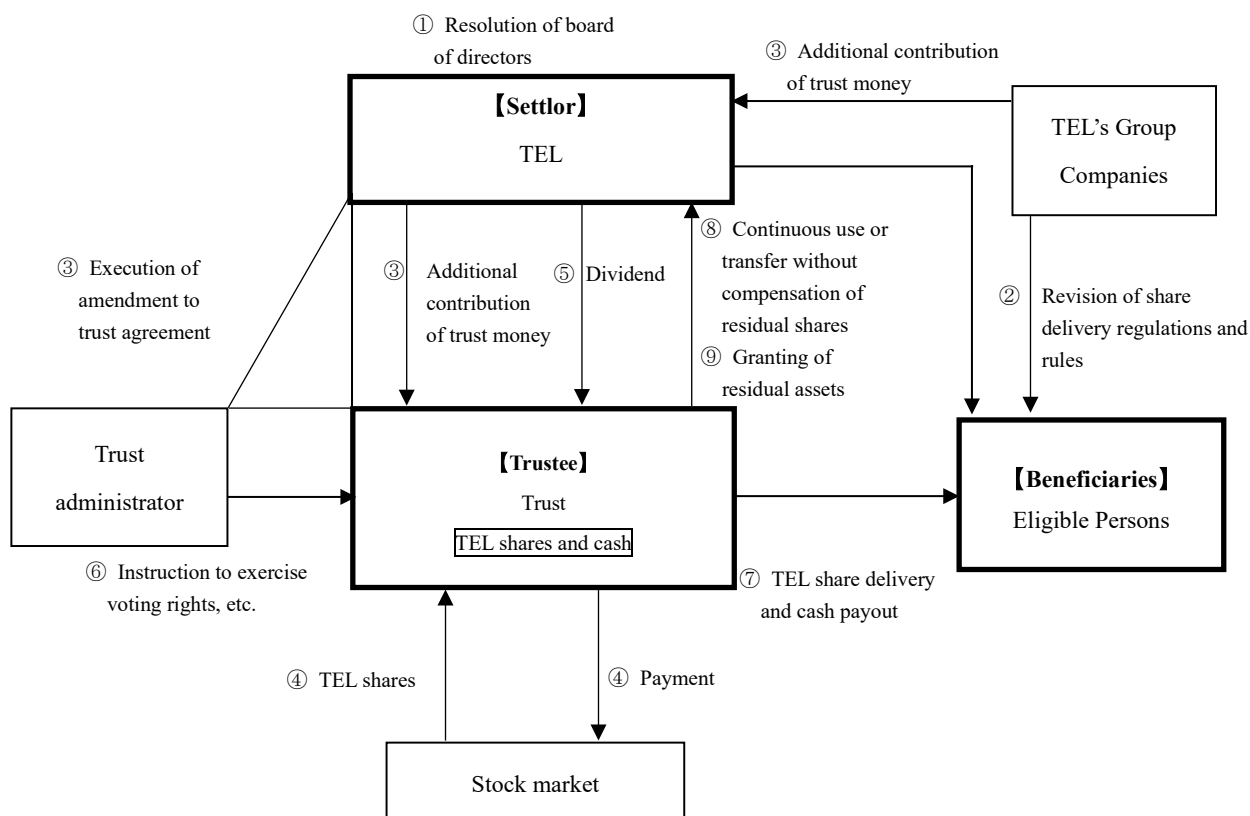 ① Resolution of board
of directors
③ Additional contribution
of trust money
【Settlor】
TEL
TEL’s Group
Companies
③ Execution of
amendment to
trust agreement
③ Additional
contribution
of trust money
⑤ Dividend
⑧ Continuous use or
transfer without
compensation of
residual shares
⑨ Granting of
residual assets
② Revision of share
delivery regulations and
rules
Trust
administrator
【Trustee】
Trust
TEL shares and cash
【Beneficiaries】
Eligible Persons
⑥ Instruction to exercise
voting rights, etc.
⑦ TEL share delivery
and cash payout
④ TEL shares
④ Payment
Stock market